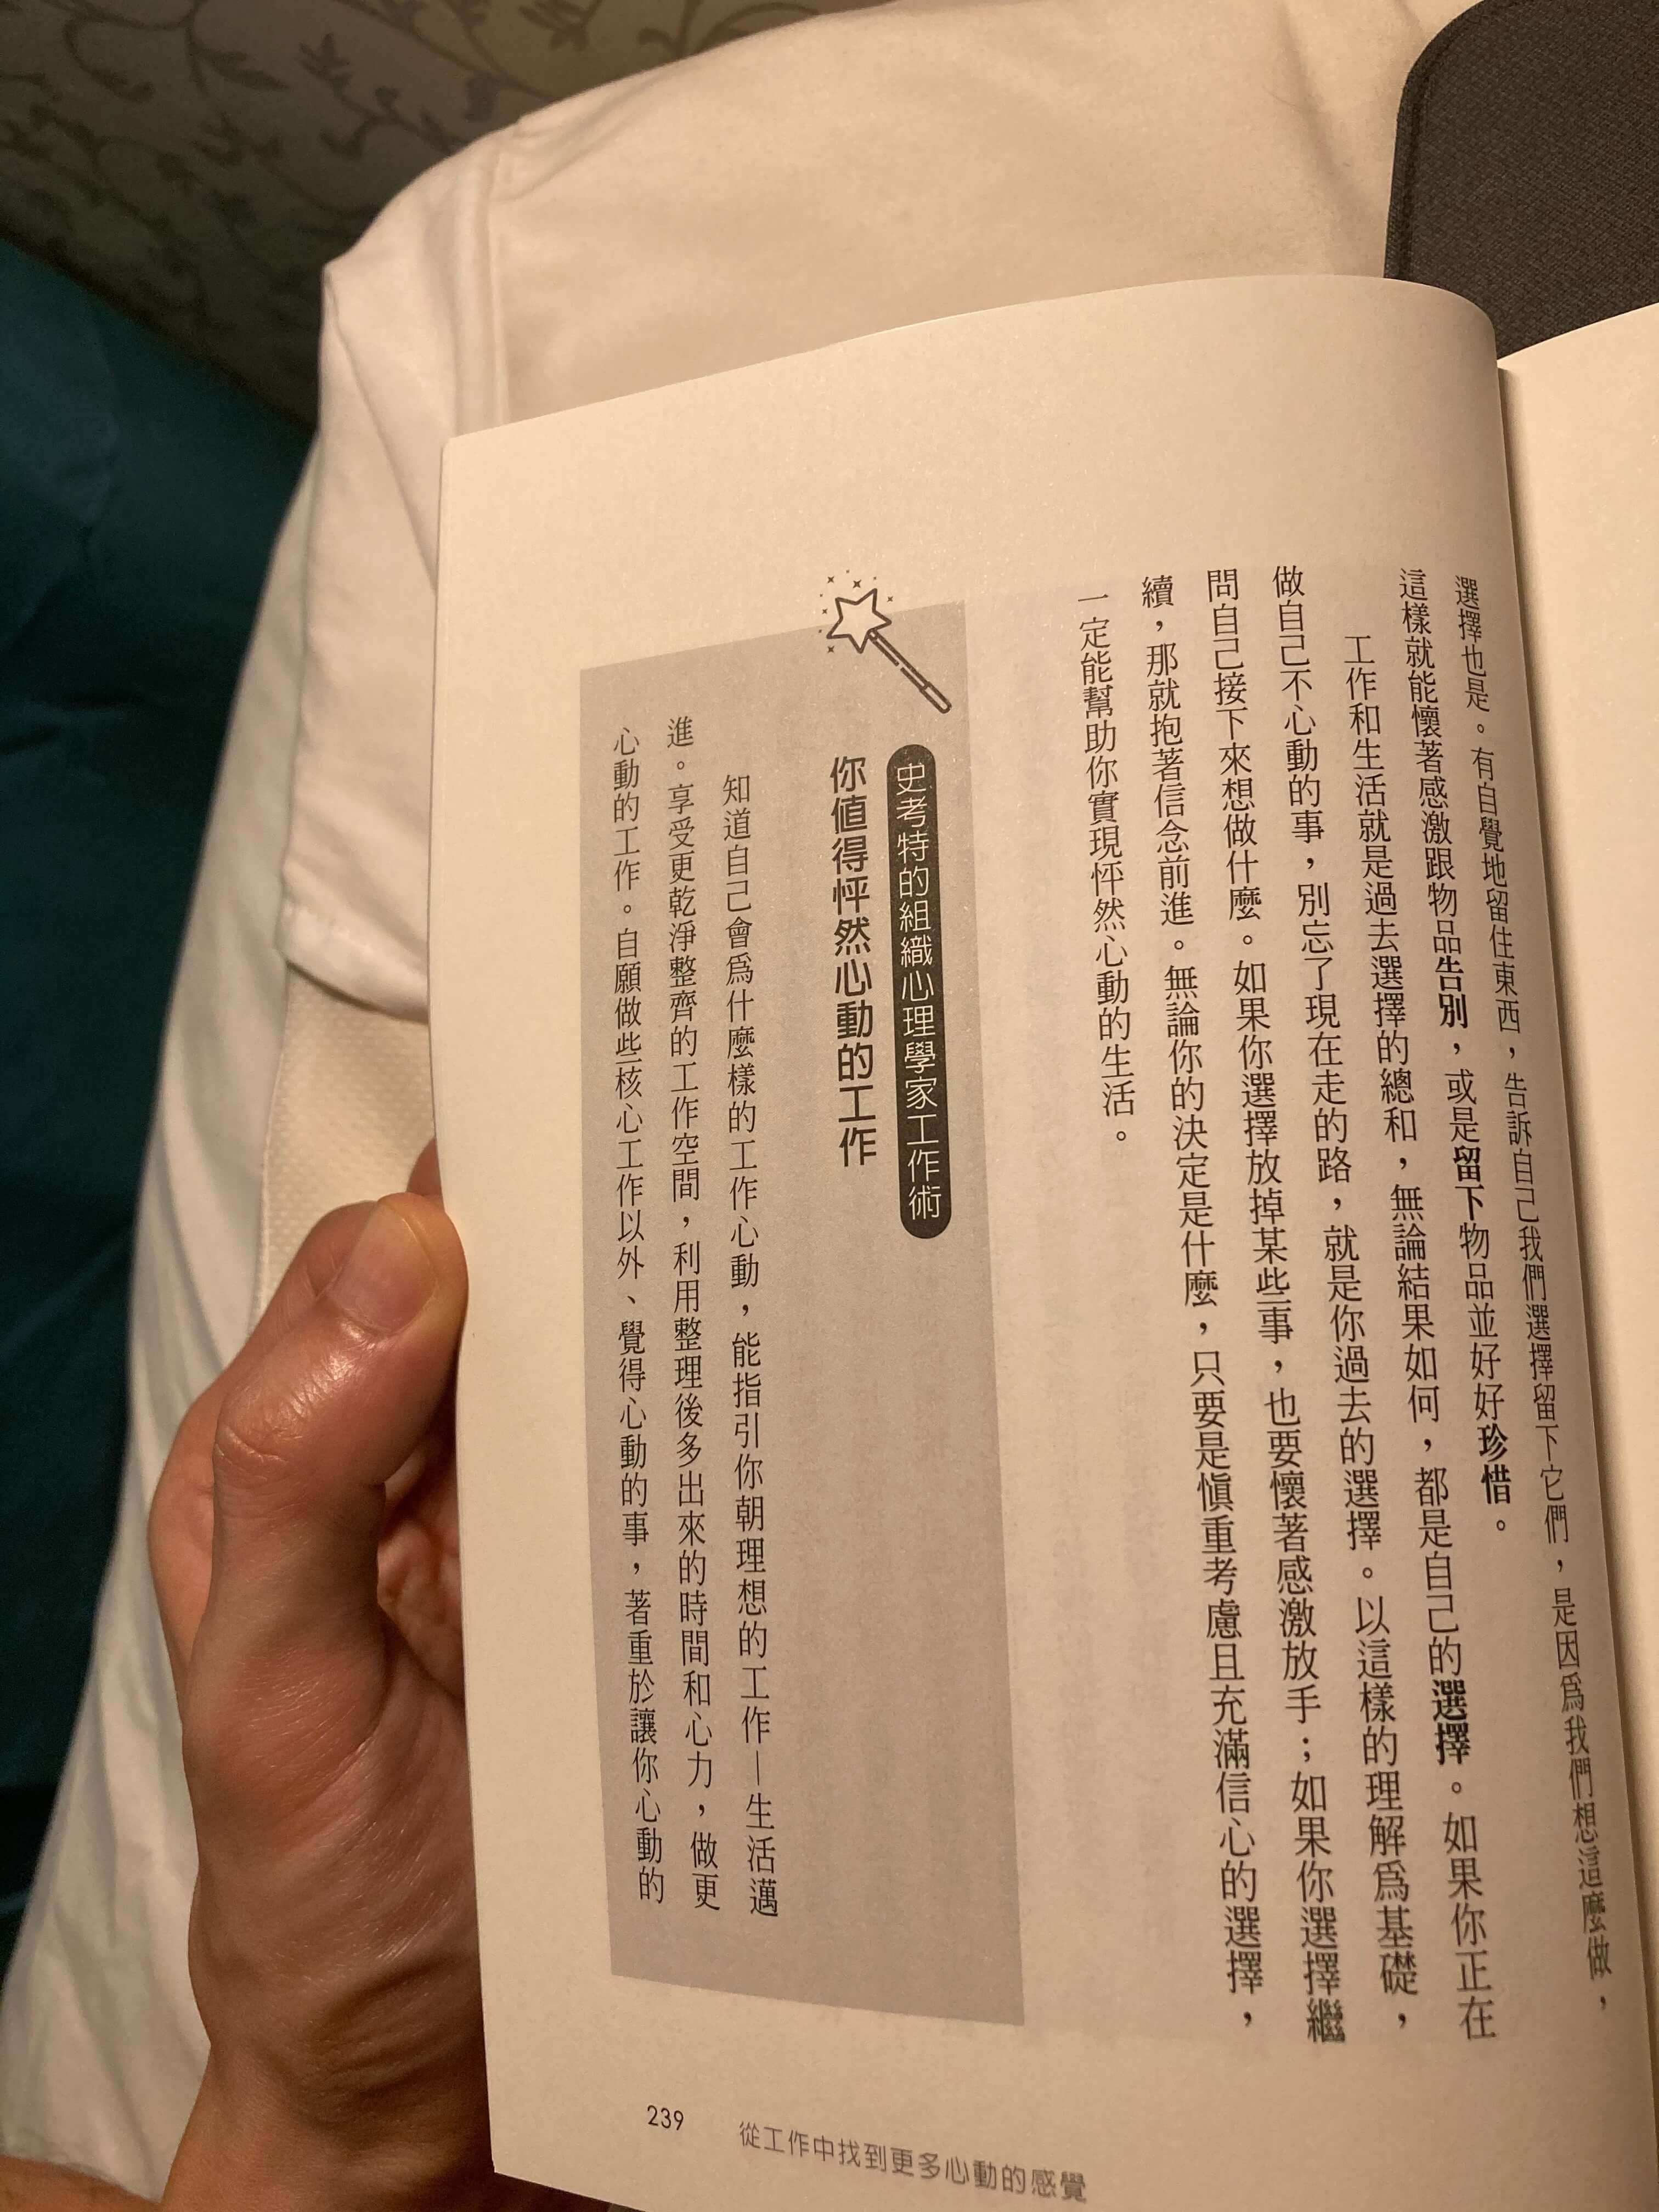 選擇也是。有自覺地留住東西，告訴自己我們選擇留下它們，是因為我們想這麼做，
這樣就能懷著感激跟物品告別，或是留下物品並好好珍惜。
工作和生活就是過去選擇的總和，無論結果如何，都是自己的選擇。如果你正在
做自己不心動的事，別忘了現在走的路，就是你過去的選擇。以這樣的理解為基礎，
問自己接下來想做什麼。如果你選擇放掉某些事，也要懷著感激放手；如果你選擇繼
續，那就抱著信念前進。無論你的決定是什麼，只要是慎重考慮且充滿信心的選擇，
一定能幫助你實現怦然心動的生活。
史考特的組織心理學家工作術
你值得怦然心動的工作
知道自己會為什麼樣的工作心動，能指引你朝理想的工作—生活邁
進。享受更乾淨整齊的工作空間，利用整理後多出來的時間和心力，做更
心動的工作。自願做些核心工作以外、覺得心動的事，著重於讓你心動的
239
從工作中找到更多心動的感覺